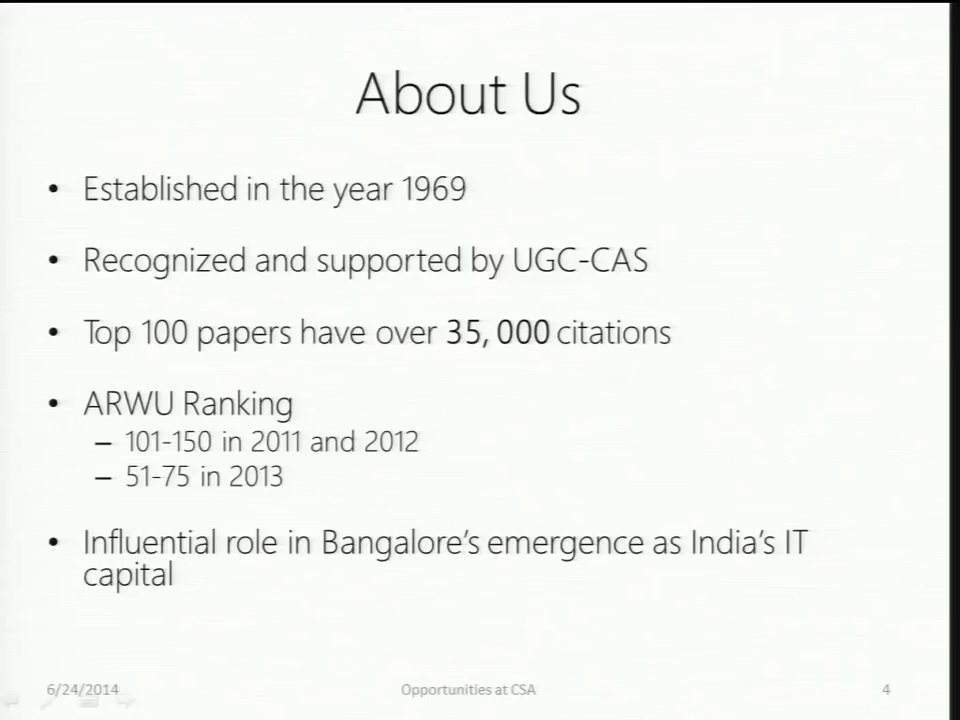 About Us
• Established in the year 1969
• Recognized and supported by UGC-CAS
• Top 100 papers have over 35, 000 citations
• ARWU Ranking
– 101-150 in 2011 and 2012
– 51-75 in 2013
• Influential role in Bangalore's emergence as India's IT
capital
6/24/2014 Opportunities at CSA 4